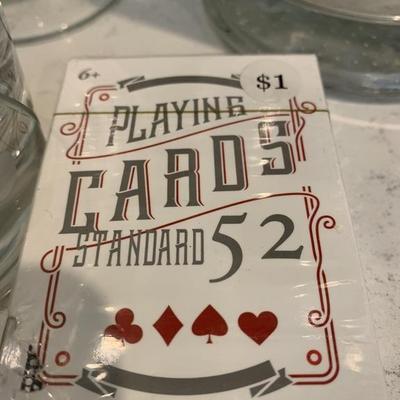 6+
$1
PLAYING
CARDS
STANDARD 52